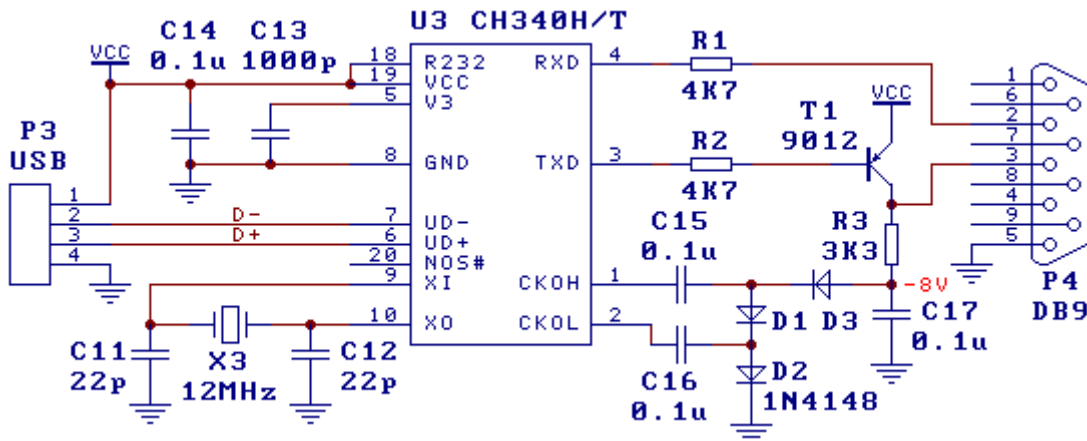 U3 CH340H/T
C14
C13
0.1u
1000p
VCC
18
R232
19
VCC
5
V3
8
GND
7
UD-
6
UD+
20
NOS#
9
XI
10
XO
RXD
4
TXD
3
CKOH
1
CKOL
2
P3
USB
1
2
3
4
D-
D+
C11
22p
X3
12MHz
C12
22p
R1
4K7
R2
4K7
T1
9012
VCC
C15
0.1u
C16
0.1u
D1
D3
D2
1N4148
R3
3K3
-8V
C17
0.1u
1
6
2
7
3
8
4
9
5
P4
DB9